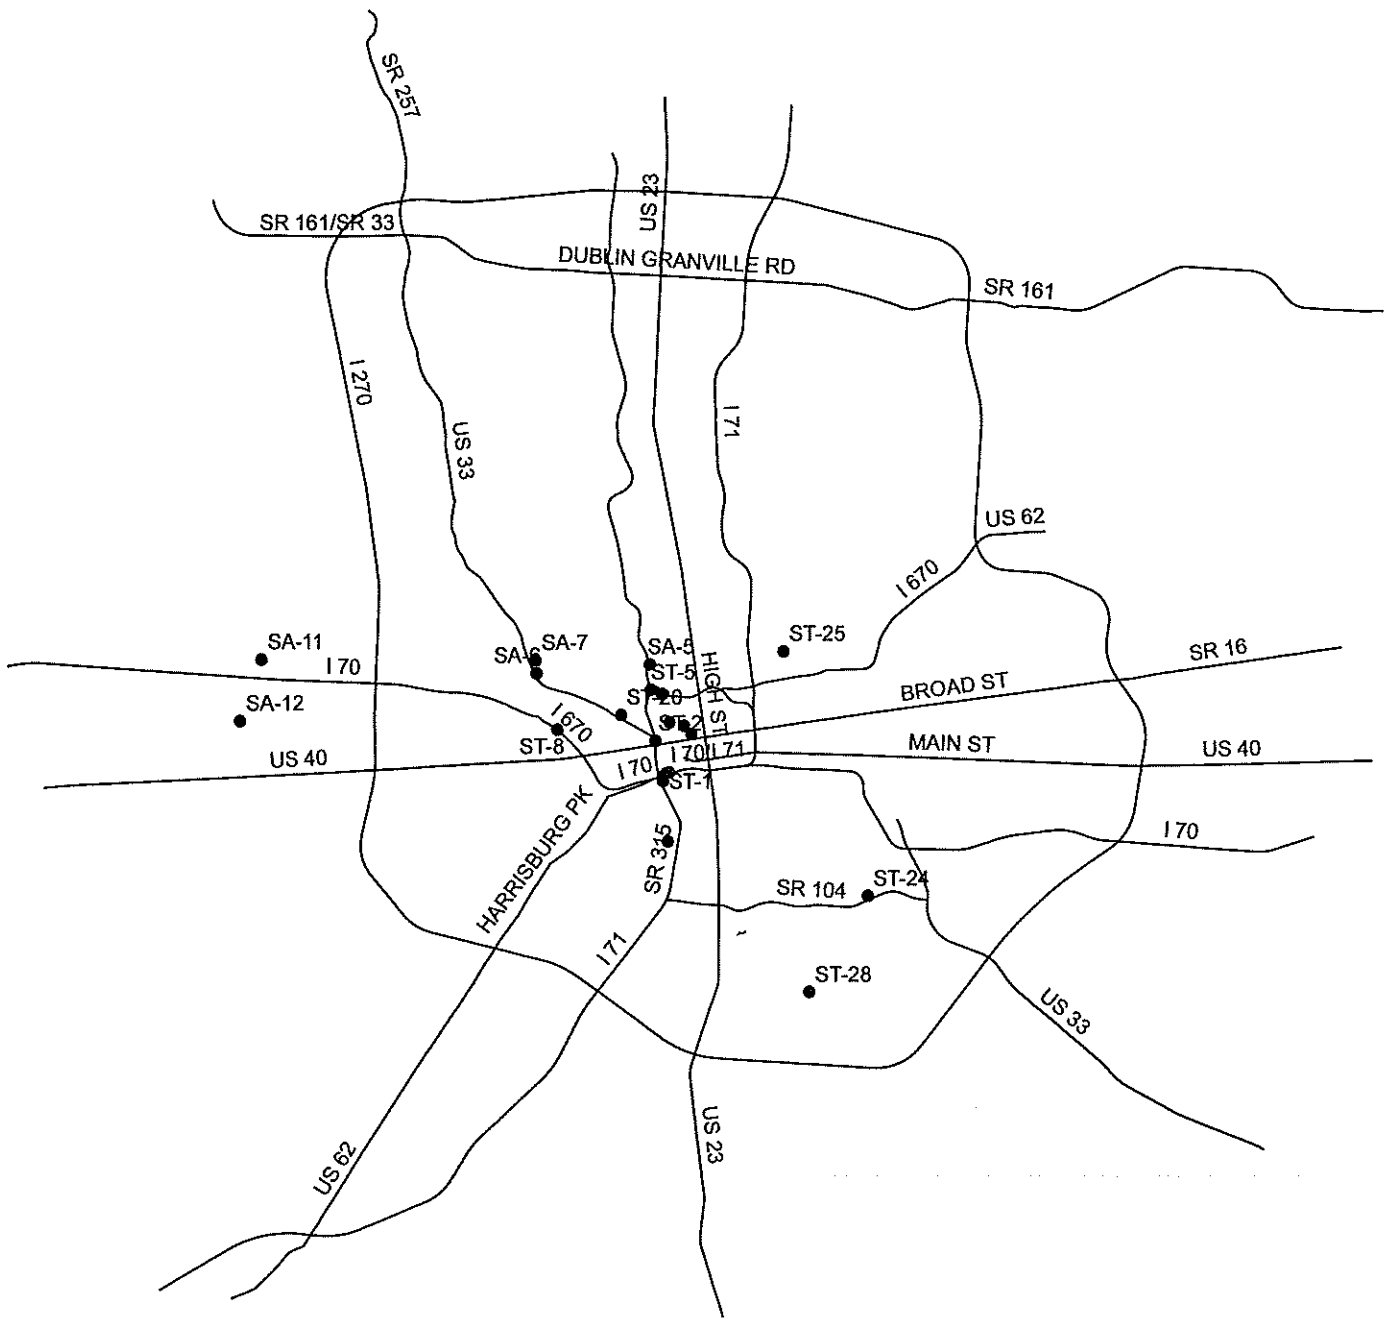 SR 257
US 23
SR 161/SR 33
DUBLIN GRANVILLE RD
SR 161
I 270
I 71
US 33
US 62
I 670
SA-11
SA-7
SA-6
SA-5
ST-25
I 70
ST-5
HIGH ST
SR 16
ST-20
BROAD ST
SA-12
I 670
ST-2
ST-8
I 70/I 71
MAIN ST
US 40
US 40
I 70
ST-1
HARRISBURG PK
I 70
SR 315
SR 104
ST-24
I 71
ST-28
US 33
US 23
US 62